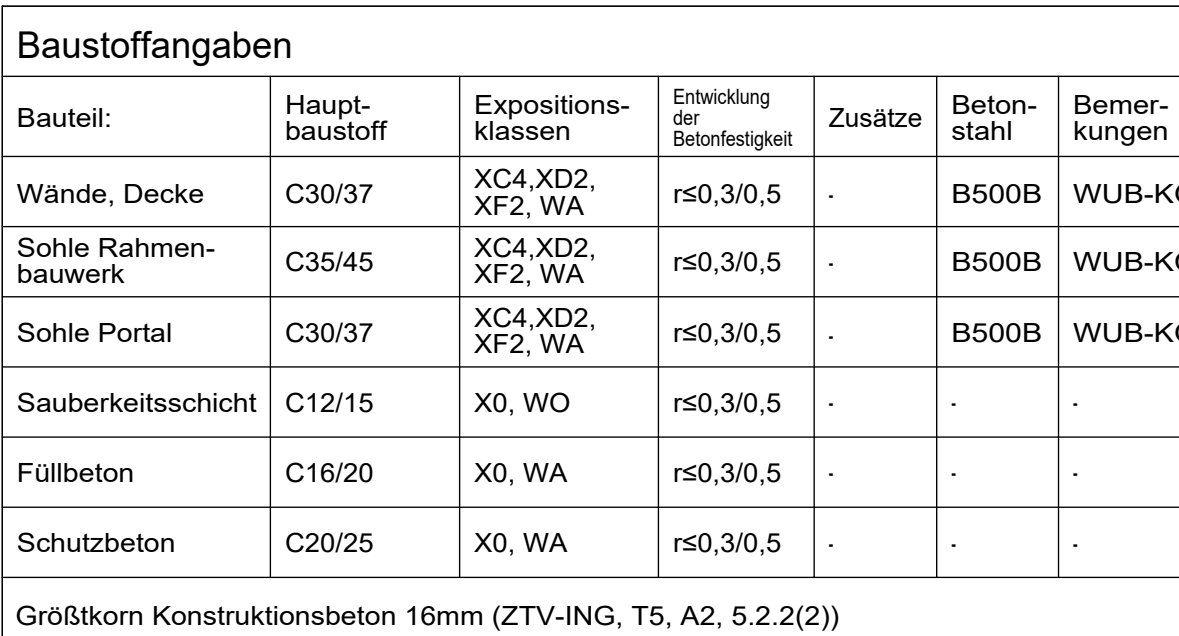 Baustoffangaben
Bauteil: Haupt-baustoff Expositions-klassen Entwicklung der Betonfestigkeit Zusätze Beton-stahl Bemer-kungen
Wände, Decke C30/37 XC4,XD2, XF2, WA r≤0,3/0,5 - B500B
Sohle Rahmen-bauwerk C35/45 XC4,XD2, XF2, WA r≤0,3/0,5 - B500B
Sohle Portal C30/37 XC4,XD2, XF2, WA r≤0,3/0,5 - B500B
Sauberkeitsschicht C12/15 X0, WO r≤0,3/0,5 - - -
Füllbeton C16/20 X0, WA r≤0,3/0,5 - - -
Schutzbeton C20/25 X0, WA r≤0,3/0,5 - - -
Größtkorn Konstruktionsbeton 16mm (ZTV-ING, T5, A2, 5.2.2(2))